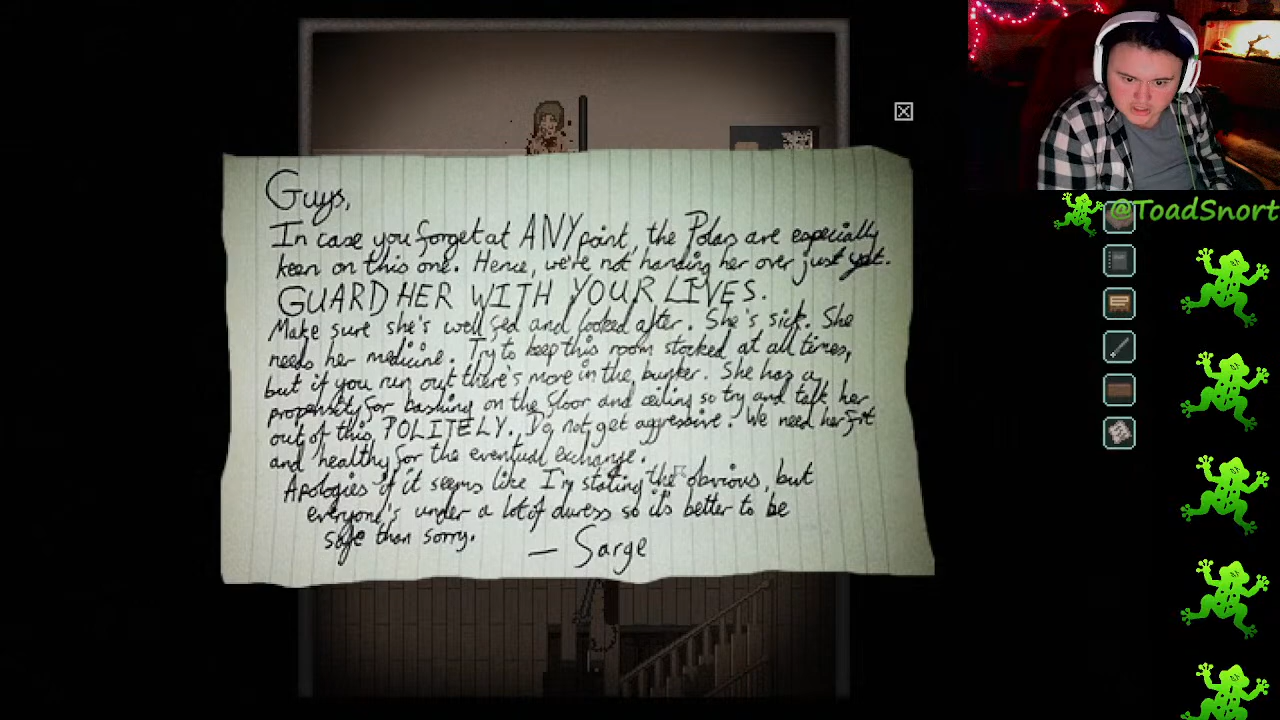 Guys,
In case you forget at ANY point, the Polars are especially
keen on this one. Hence, we're not handing her over just yet.
GUARD HER WITH YOUR LIVES.
Make sure she's well fed and looked after. She's sick. She
needs her medicine. Try to keep this room stocked at all times,
but if you run out there's more in the bunker. She has a
propensity for bashing on the floor and ceiling so try and talk her
out of this POLITELY. Do not get aggressive. We need her fit
and healthy for the eventual exchange.
Apologies if it seems like I'm stating the obvious, but
everyone's under a lot of duress so it's better to be
safe than sorry.
— Sarge
@ToadSnort